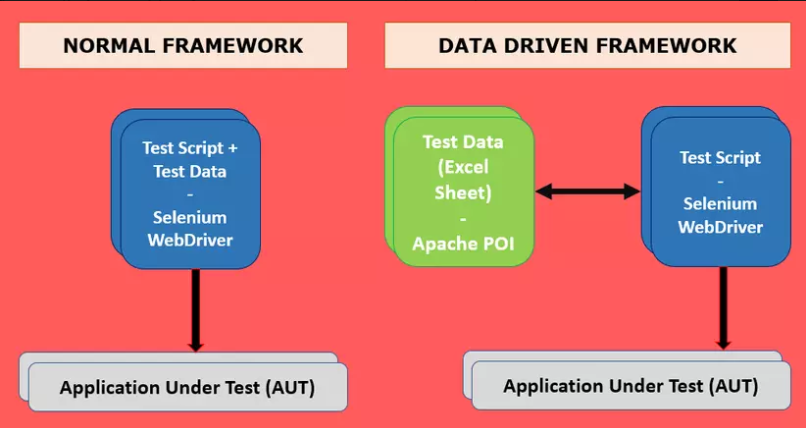 NORMAL FRAMEWORK
DATA DRIVEN FRAMEWORK
Test Script +
Test Data
-
Selenium
WebDriver
Test Data
(Excel
Sheet)
-
Apache POI
Test Script
-
Selenium
WebDriver
Application Under Test (AUT)
Application Under Test (AUT)